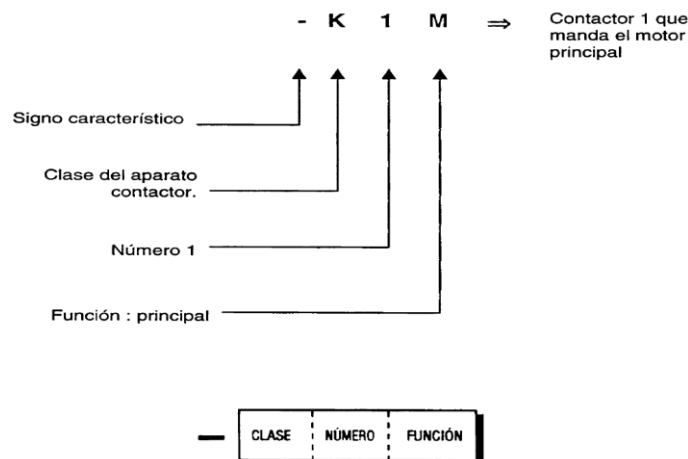 - K 1 M ⇒ Contactor 1 que
manda el motor
principal
Signo característico
Clase del aparato
contactor.
Número 1
Función : principal
– CLASE NÚMERO FUNCIÓN